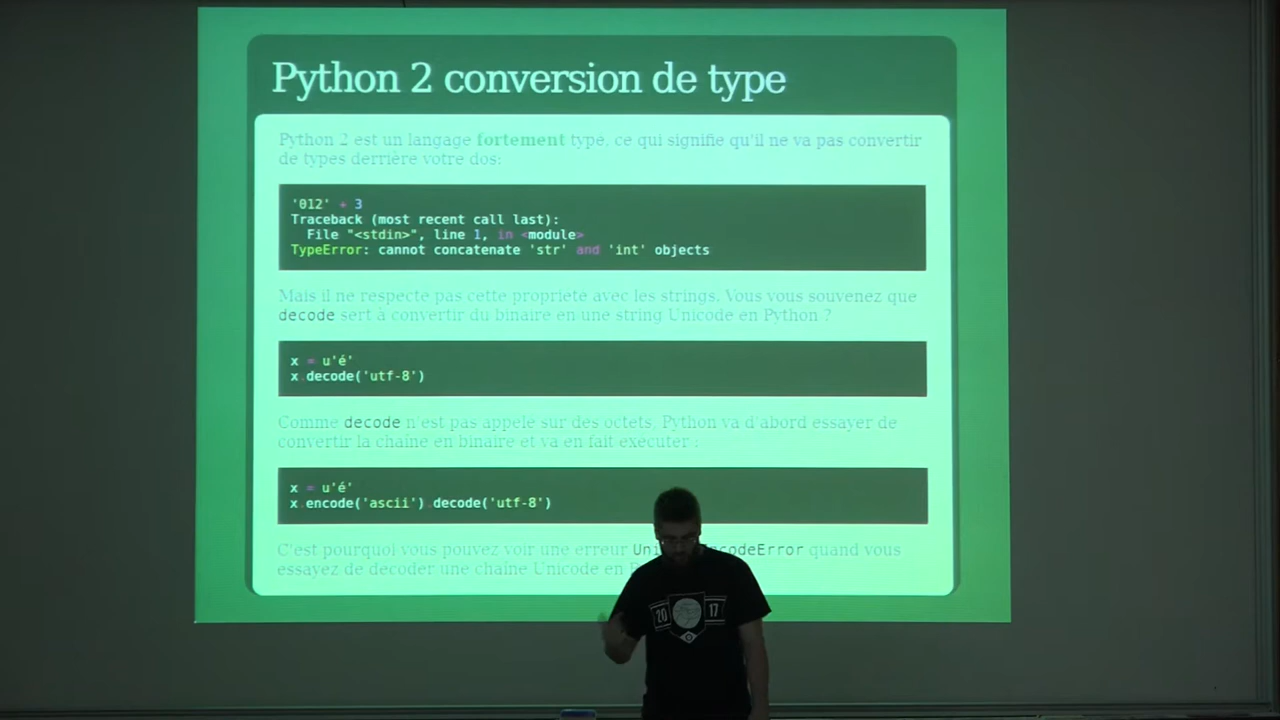 Python 2 conversion de type
Python 2 est un langage fortement typé, ce qui signifie qu'il ne va pas convertir
de types derrière votre dos:
'012' + 3
Traceback (most recent call last):
File "<stdin>", line 1, in <module>
TypeError: cannot concatenate 'str' and 'int' objects
Mais il ne respecte pas cette propriété avec les strings. Vous vous souvenez que
decode sert à convertir du binaire en une string Unicode en Python ?
x = u'é'
x.decode('utf-8')
Comme decode n'est pas appelé sur des octets, Python va d'abord essayer de
convertir la chaîne en binaire et va en fait exécuter :
x = u'é'
x.encode('ascii').decode('utf-8')
C'est pourquoi vous pouvez voir une erreur quand vous
essayez de décoder une chaîne Unicode en
20 17